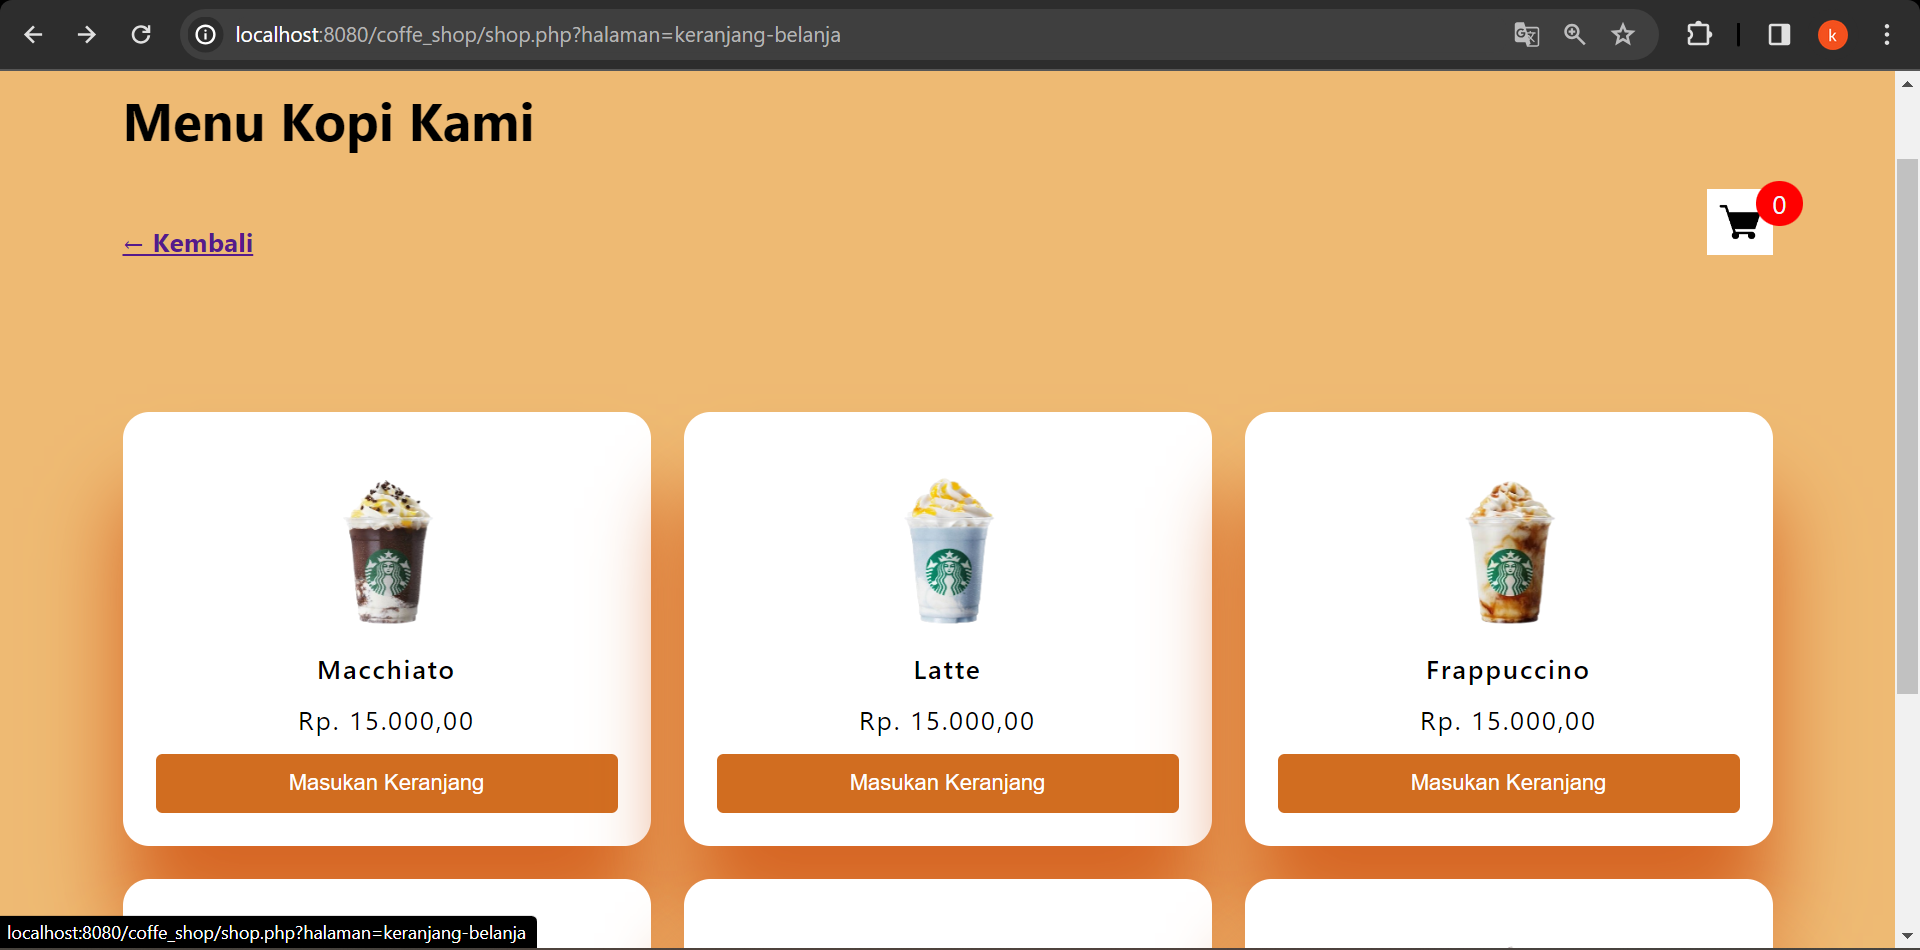 localhost:8080/coffe_shop/shop.php?halaman=keranjang-belanja
k
Menu Kopi Kami
0
← Kembali
Macchiato
Rp. 15.000,00
Masukan Keranjang
Latte
Rp. 15.000,00
Masukan Keranjang
Frappuccino
Rp. 15.000,00
Masukan Keranjang
localhost:8080/coffe_shop/shop.php?halaman=keranjang-belanja